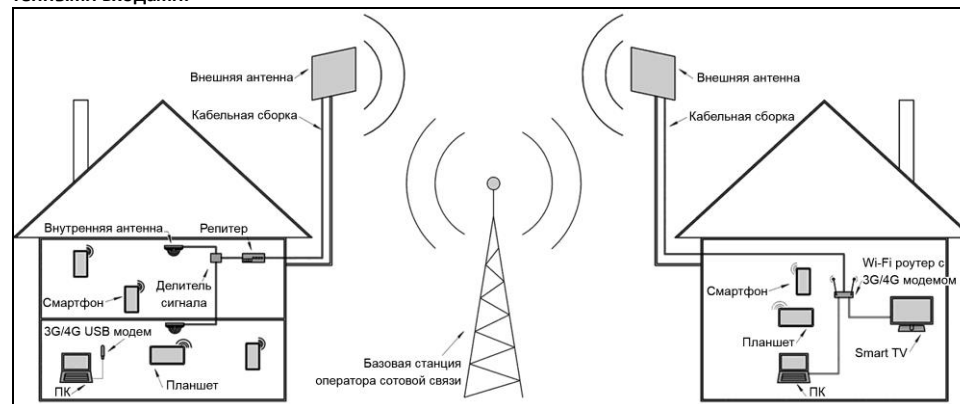 Внешняя антенна
Кабельная сборка
Внутренняя антенна
Репитер
Смартфон
Делитель
сигнала
3G/4G USB модем
ПК
Планшет
Базовая станция
оператора сотовой связи
Внешняя антенна
Кабельная сборка
Wi-Fi роутер с
3G/4G модемом
Смартфон
Планшет
Smart TV
ПК